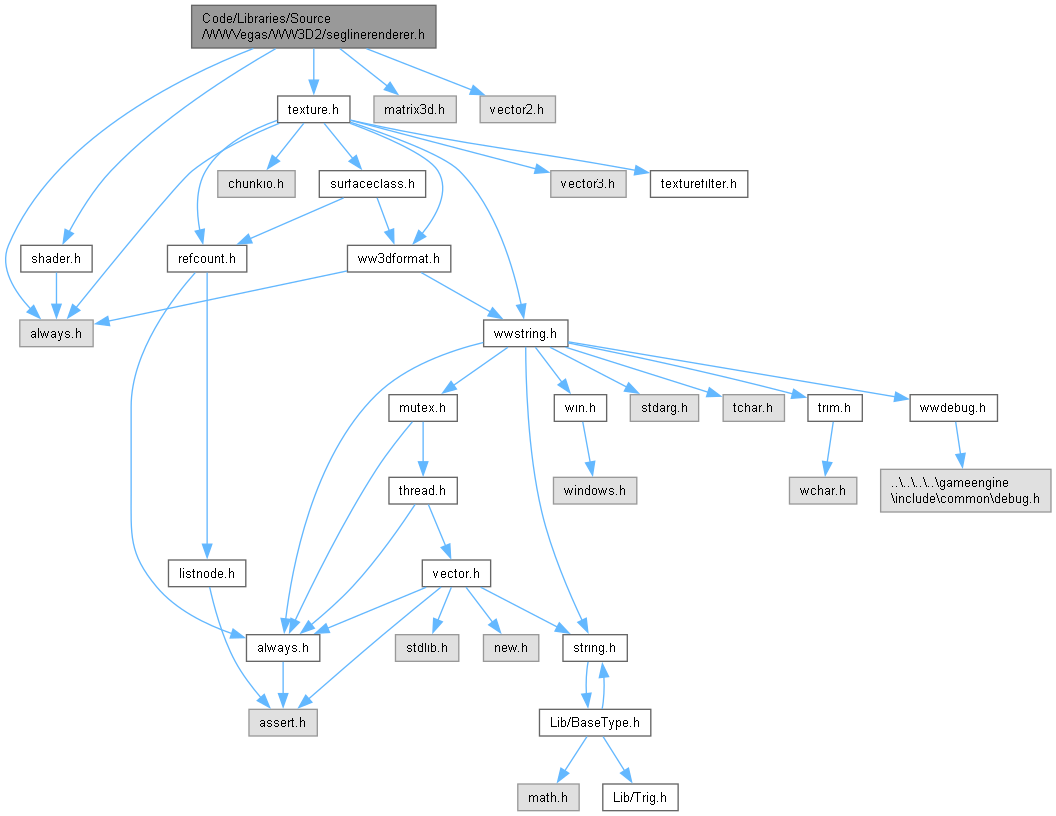 Code/Libraries/Source
/WWVegas/WW3D2/seglinerenderer.h
texture.h
matrix3d.h
vector2.h
chunkio.h
surfaceclass.h
vector3.h
texturefilter.h
shader.h
refcount.h
ww3dformat.h
always.h
wwstring.h
mutex.h
win.h
stdarg.h
tchar.h
trim.h
wwdebug.h
thread.h
windows.h
wchar.h
..\..\..\..\gameengine
\include\common\debug.h
listnode.h
vector.h
always.h
stdlib.h
new.h
string.h
assert.h
Lib/BaseType.h
math.h
Lib/Trig.h